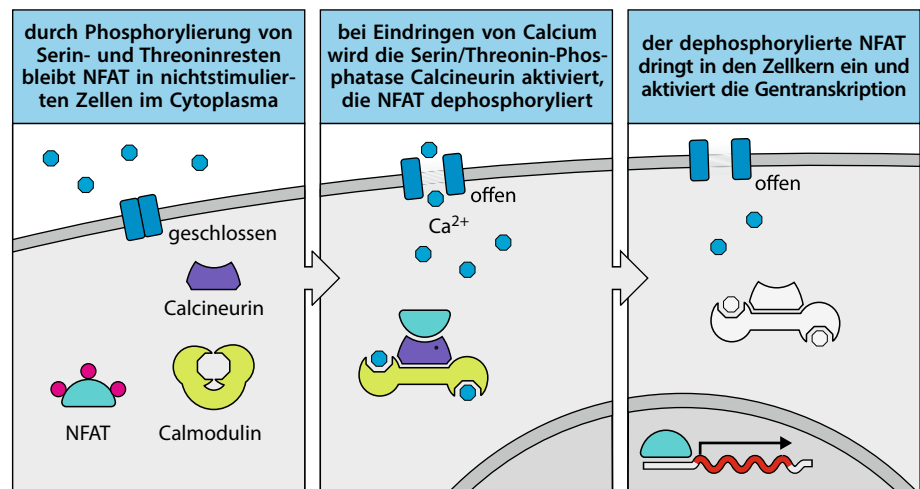 durch Phosphorylierung von
Serin- und Threoninresten
bleibt NFAT in nichtstimulier-
ten Zellen im Cytoplasma
geschlossen
Calcineurin
NFAT
Calmodulin
bei Eindringen von Calcium
wird die Serin/Threonin-Phos-
phatase Calcineurin aktiviert,
die NFAT dephosphoryliert
offen
Ca²⁺
der dephosphorylierte NFAT
dringt in den Zellkern ein und
aktiviert die Gentranskription
offen